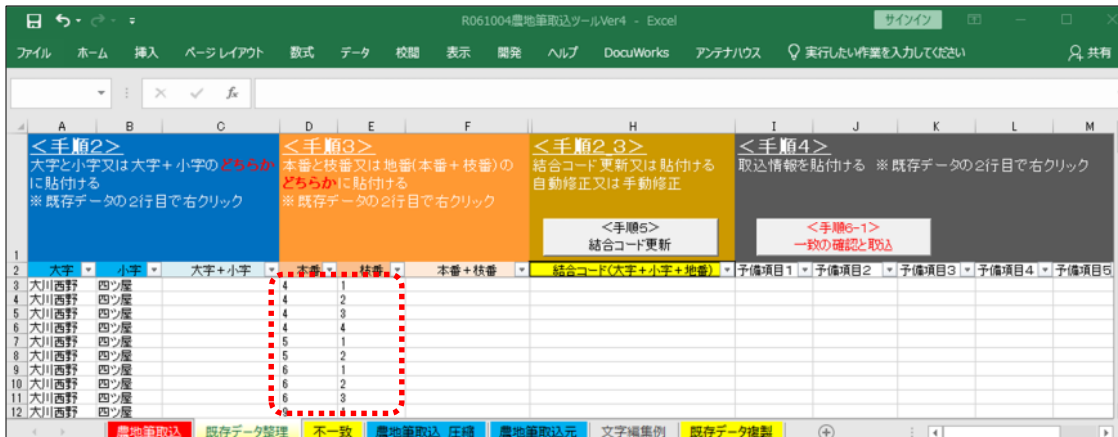 R061004農地筆取込ツールVer4 - Excel
サインイン
ファイル ホーム 挿入 ページレイアウト 数式 データ 校閲 表示 開発 ヘルプ DocuWorks アンテナハウス 実行したい作業を入力してください 共有
fx
A B C D E F H I J K L M
1
<手順2>
大字と小字又は大字+小字のどちらか
に貼付ける
※既存データの2行目で右クリック
<手順3>
本番と枝番又は地番(本番+枝番)の
どちらかに貼付ける
※既存データの2行目で右クリック
<手順2_3>
結合コード更新又は貼付ける
自動修正又は手動修正
<手順5>
結合コード更新
<手順4>
取込情報を貼付ける ※既存データの2行目で右クリック
<手順6-1>
一致の確認と取込
2 大字 小字 大字+小字 本番 枝番 本番+枝番 結合コード(大字+小字+地番) 予備項目1 予備項目2 予備項目3 予備項目4 予備項目5
3 大川西野 四ツ屋 4 1
4 大川西野 四ツ屋 4 2
5 大川西野 四ツ屋 4 3
6 大川西野 四ツ屋 4 4
7 大川西野 四ツ屋 5 1
8 大川西野 四ツ屋 5 2
9 大川西野 四ツ屋 6 1
10 大川西野 四ツ屋 6 2
11 大川西野 四ツ屋 6 3
12 大川西野 四ツ屋
農地筆取込 既存データ整理 不一致 農地筆取込_圧縮 農地筆取込元 文字編集例 既存データ複製